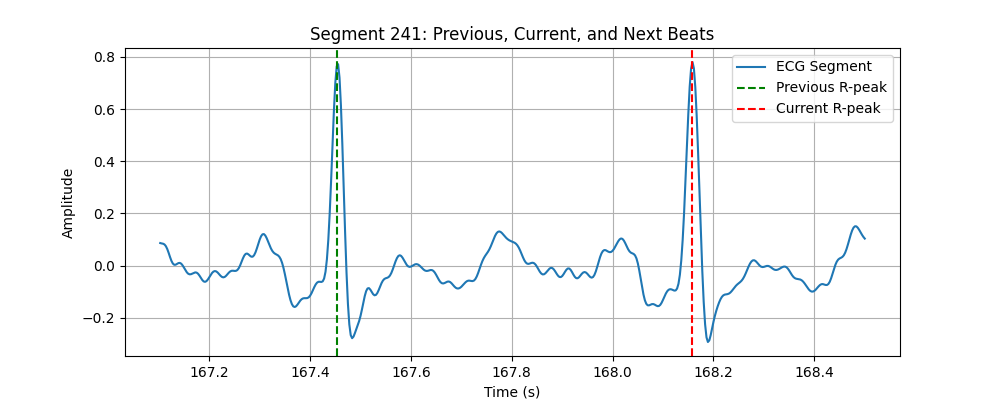 Segment 241: Previous, Current, and Next Beats
ECG Segment
Previous R-peak
Current R-peak
Amplitude
0.8
0.6
0.4
0.2
0.0
−0.2
167.2 167.4 167.6 167.8 168.0 168.2 168.4
Time (s)